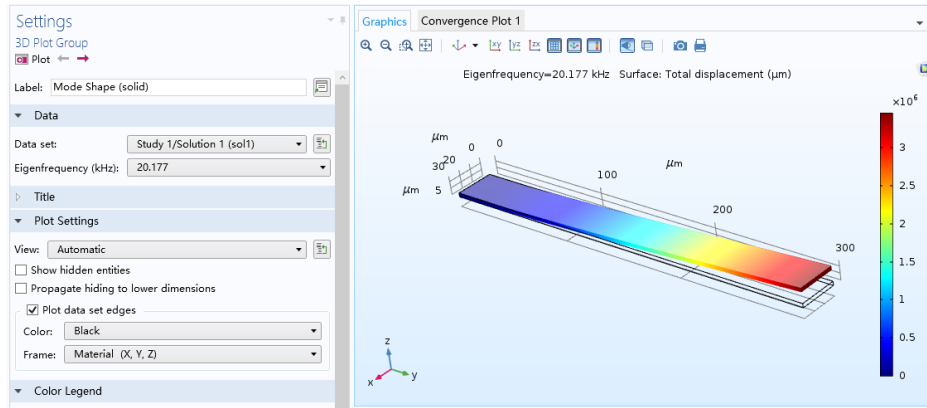 Settings
3D Plot Group
Plot
Label: Mode Shape (solid)
Data
Data set: Study 1/Solution 1 (sol1)
Eigenfrequency (kHz): 20.177
Title
Plot Settings
View: Automatic
Show hidden entities
Propagate hiding to lower dimensions
Plot data set edges
Color: Black
Frame: Material (X, Y, Z)
Color Legend
Graphics Convergence Plot 1
xy yz zx
Eigenfrequency=20.177 kHz Surface: Total displacement (μm)
×10⁶
μm
0 0
20
30
μm 5
μm
100
200
300
3
2.5
2
1.5
1
0.5
0
z
y
x